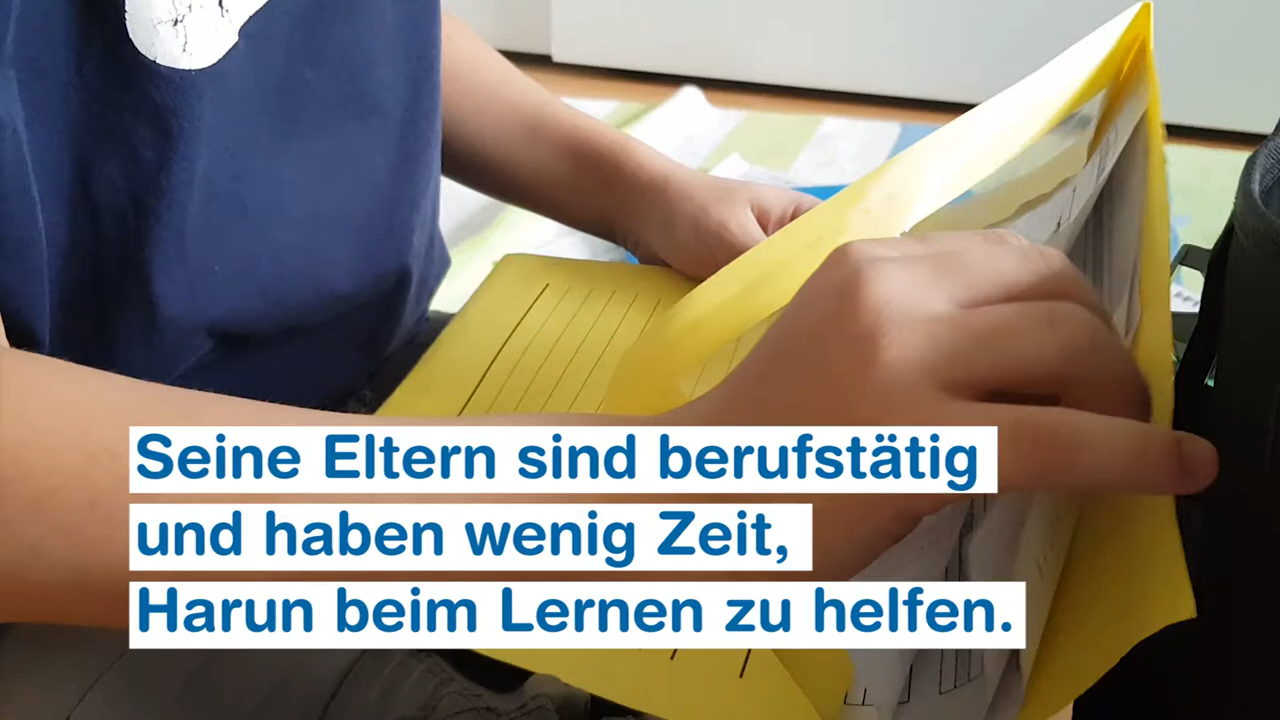 Seine Eltern sind berufstätig
und haben wenig Zeit,
Harun beim Lernen zu helfen.